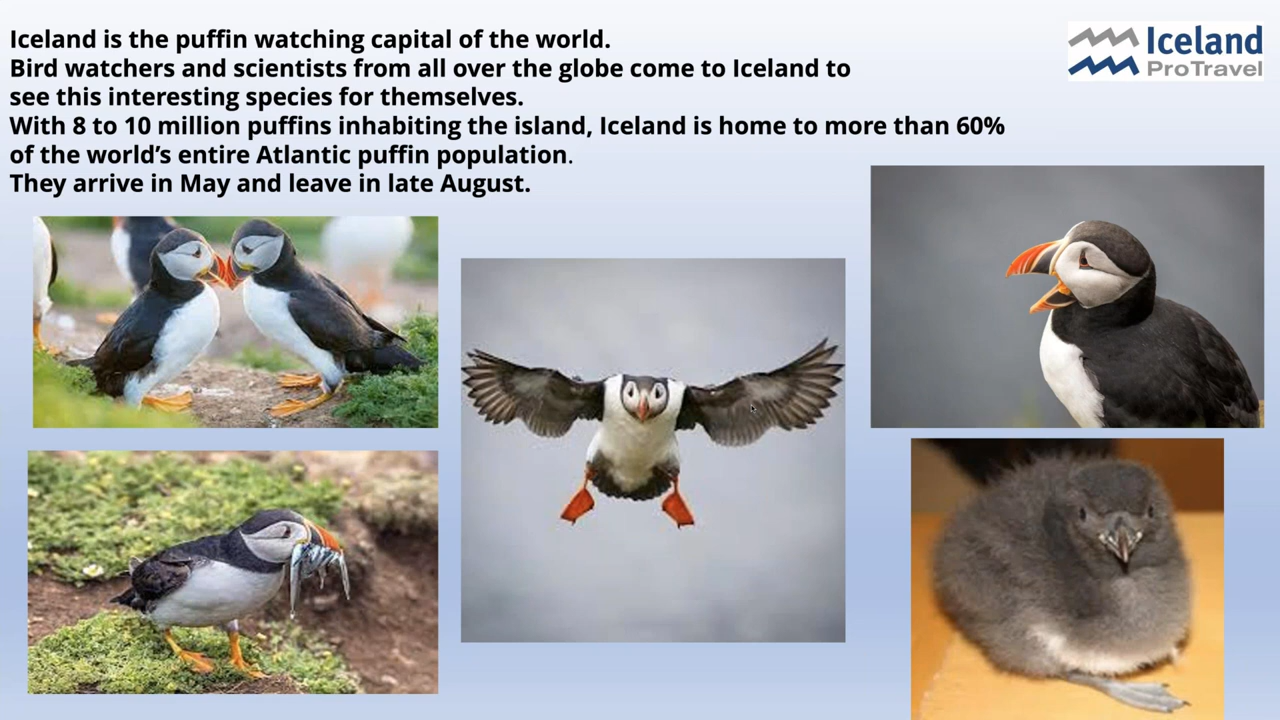 Iceland is the puffin watching capital of the world.
Bird watchers and scientists from all over the globe come to Iceland to
see this interesting species for themselves.
With 8 to 10 million puffins inhabiting the island, Iceland is home to more than 60%
of the world’s entire Atlantic puffin population.
They arrive in May and leave in late August.
Iceland
ProTravel